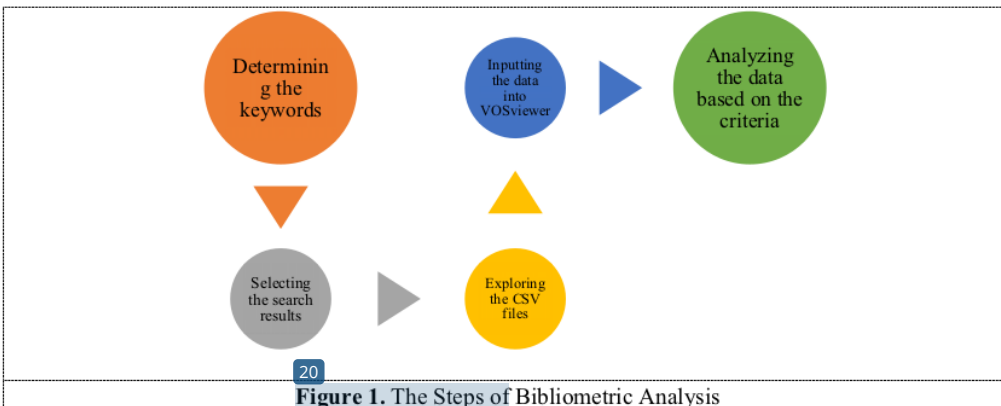 Determinin
g the
keywords
Selecting
the search
results
Exploring
the CSV
files
Inputting
the data
into
VOSviewer
Analyzing
the data
based on the
criteria
20
Figure 1. The Steps of Bibliometric Analysis